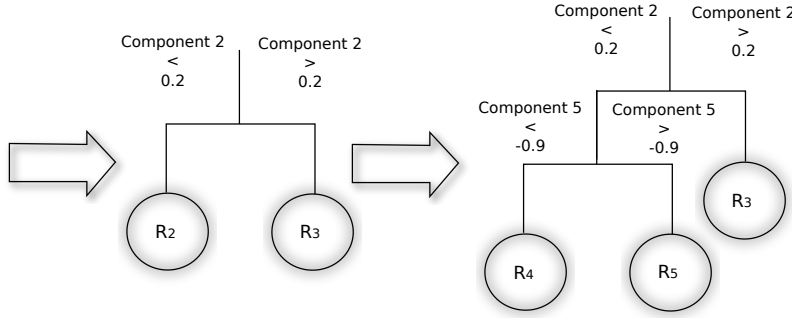 Component 2
<
0.2
Component 2
>
0.2
R2
R3
Component 2
<
0.2
Component 2
>
0.2
Component 5
<
-0.9
Component 5
>
-0.9
R3
R4
R5